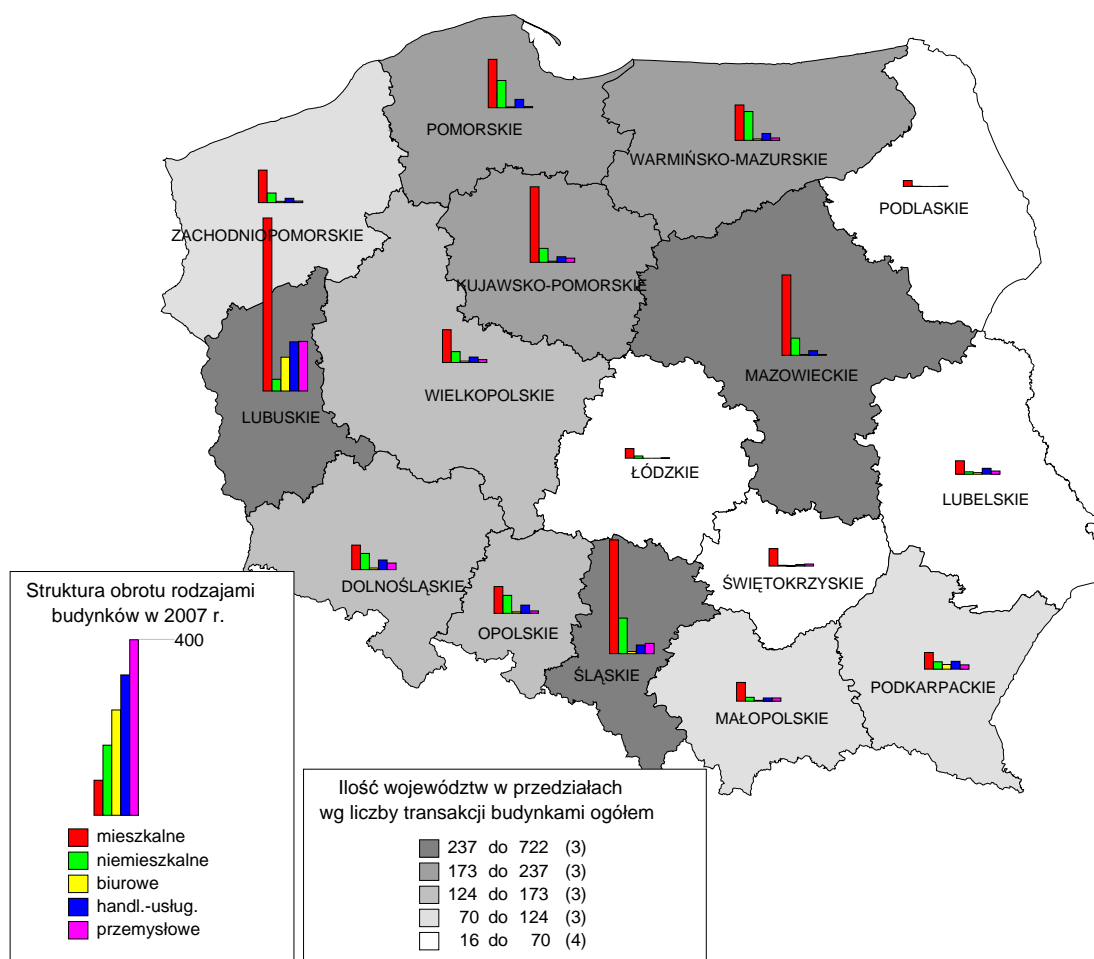 POMORSKIE
WARMIŃSKO-MAZURSKIE
PODLASKIE
ZACHODNIOPOMORSKIE
KUJAWSKO-POMORSKIE
MAZOWIECKIE
WIELKOPOLSKIE
LUBUSKIE
ŁÓDZKIE
LUBELSKIE
DOLNOŚLĄSKIE
ŚWIĘTOKRZYSKIE
OPOLSKIE
ŚLĄSKIE
PODKARPACKIE
MAŁOPOLSKIE
Struktura obrotu rodzajami
budynków w 2007 r.
400
mieszkalne
niemieszkalne
biurowe
handl.-usług.
przemysłowe
Ilość województw w przedziałach
wg liczby transakcji budynkami ogółem
237 do 722 (3)
173 do 237 (3)
124 do 173 (3)
70 do 124 (3)
16 do 70 (4)